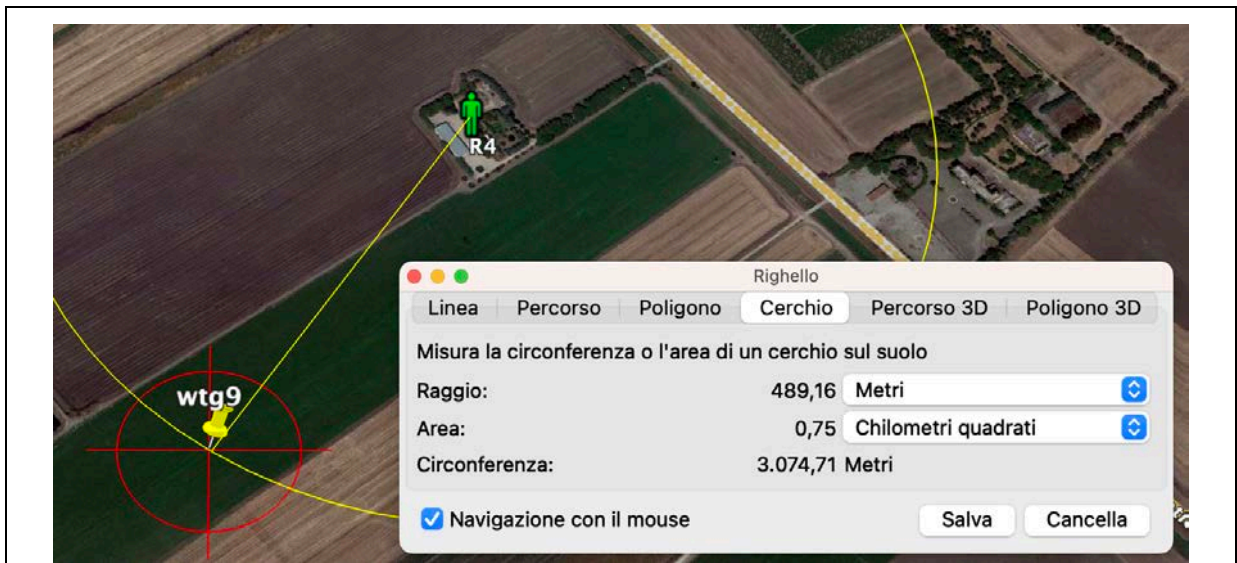 R4
wtg9
Righello
Linea Percorso Poligono Cerchio Percorso 3D Poligono 3D
Misura la circonferenza o l'area di un cerchio sul suolo
Raggio: 489,16 Metri
Area: 0,75 Chilometri quadrati
Circonferenza: 3.074,71 Metri
Navigazione con il mouse Salva Cancella